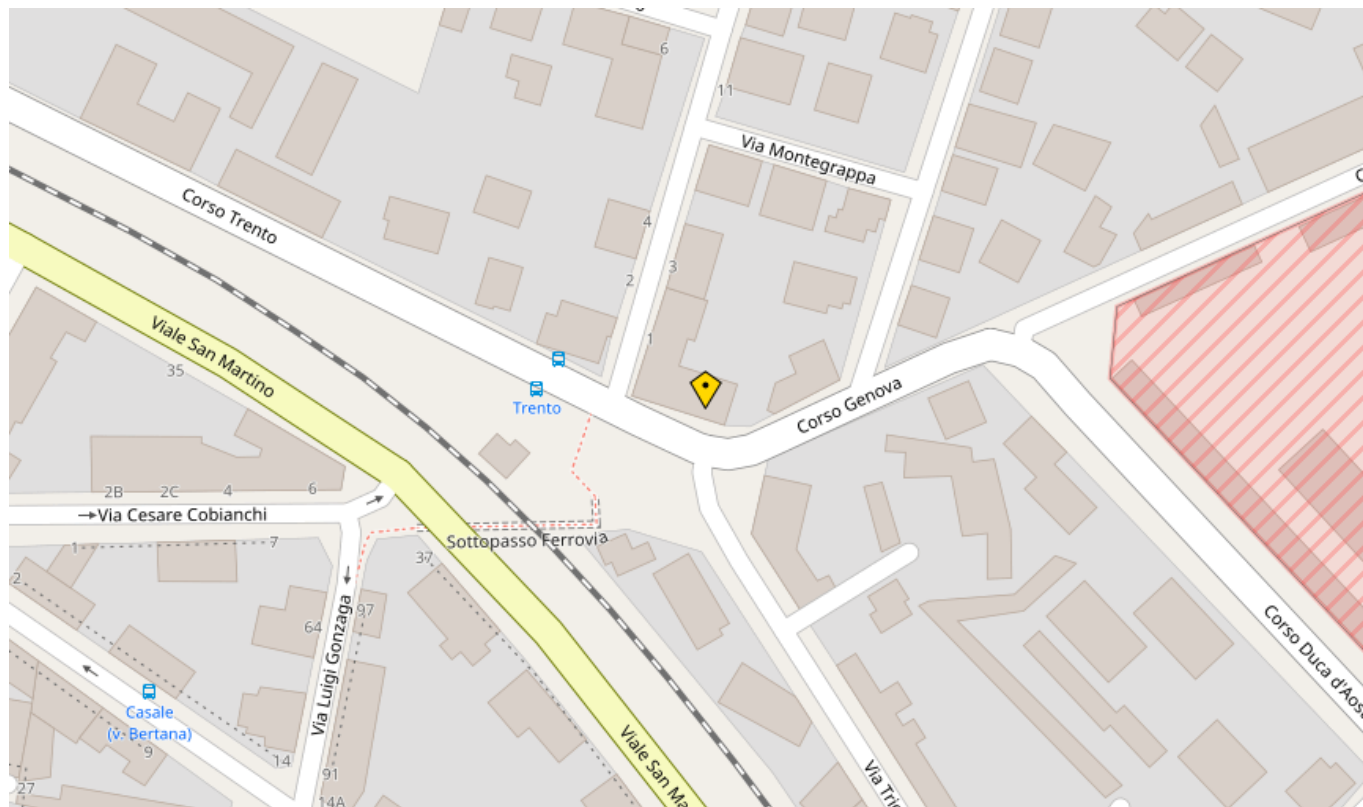 6
11
Via Montegrappa
Corso Trento
4
3
2
1
Viale San Martino
35
Trento
Corso Genova
2B
2C
4
6
Via Cesare Cobianchi
1
7
Sottopasso Ferrovia
37
2
97
64
Via Luigi Gonzaga
Corso Duca d'Aosta
Casale
(v. Bertana)
9
14
Viale San Ma
Via Tri
91
27
14A